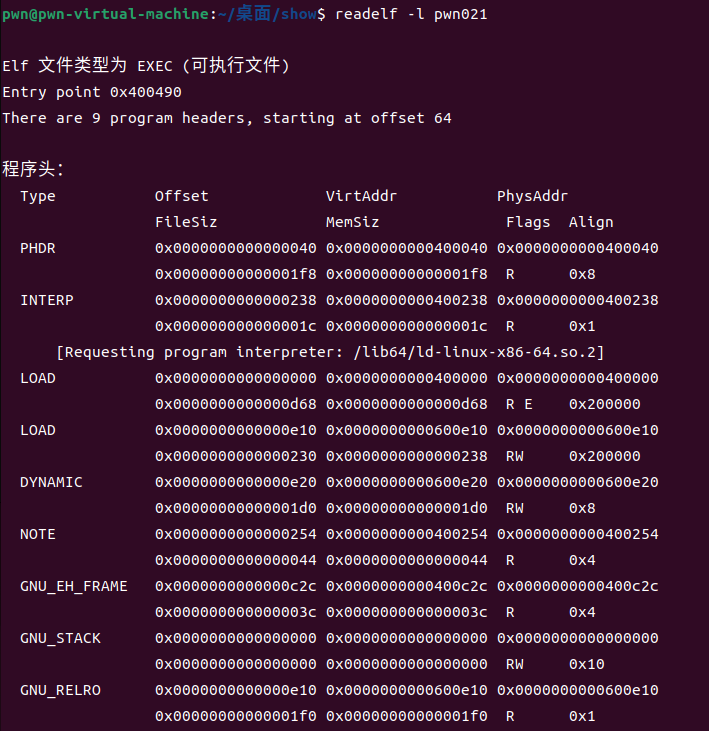 pwn@pwn-virtual-machine:~/桌面/show$ readelf -l pwn021

Elf 文件类型为 EXEC (可执行文件)
Entry point 0x400490
There are 9 program headers, starting at offset 64

程序头:
  Type           Offset             VirtAddr           PhysAddr
                 FileSiz            MemSiz              Flags  Align
  PHDR           0x0000000000000040 0x0000000000400040 0x0000000000400040
                 0x00000000000001f8 0x00000000000001f8  R      0x8
  INTERP         0x0000000000000238 0x0000000000400238 0x0000000000400238
                 0x000000000000001c 0x000000000000001c  R      0x1
      [Requesting program interpreter: /lib64/ld-linux-x86-64.so.2]
  LOAD           0x0000000000000000 0x0000000000400000 0x0000000000400000
                 0x0000000000000d68 0x0000000000000d68  R E    0x200000
  LOAD           0x0000000000000e10 0x0000000000600e10 0x0000000000600e10
                 0x0000000000000230 0x0000000000000238  RW     0x200000
  DYNAMIC        0x0000000000000e20 0x0000000000600e20 0x0000000000600e20
                 0x00000000000001d0 0x00000000000001d0  RW     0x8
  NOTE           0x0000000000000254 0x0000000000400254 0x0000000000400254
                 0x0000000000000044 0x0000000000000044  R      0x4
  GNU_EH_FRAME   0x0000000000000c2c 0x0000000000400c2c 0x0000000000400c2c
                 0x000000000000003c 0x000000000000003c  R      0x4
  GNU_STACK      0x0000000000000000 0x0000000000000000 0x0000000000000000
                 0x0000000000000000 0x0000000000000000  RW     0x10
  GNU_RELRO      0x0000000000000e10 0x0000000000600e10 0x0000000000600e10
                 0x00000000000001f0 0x00000000000001f0  R      0x1